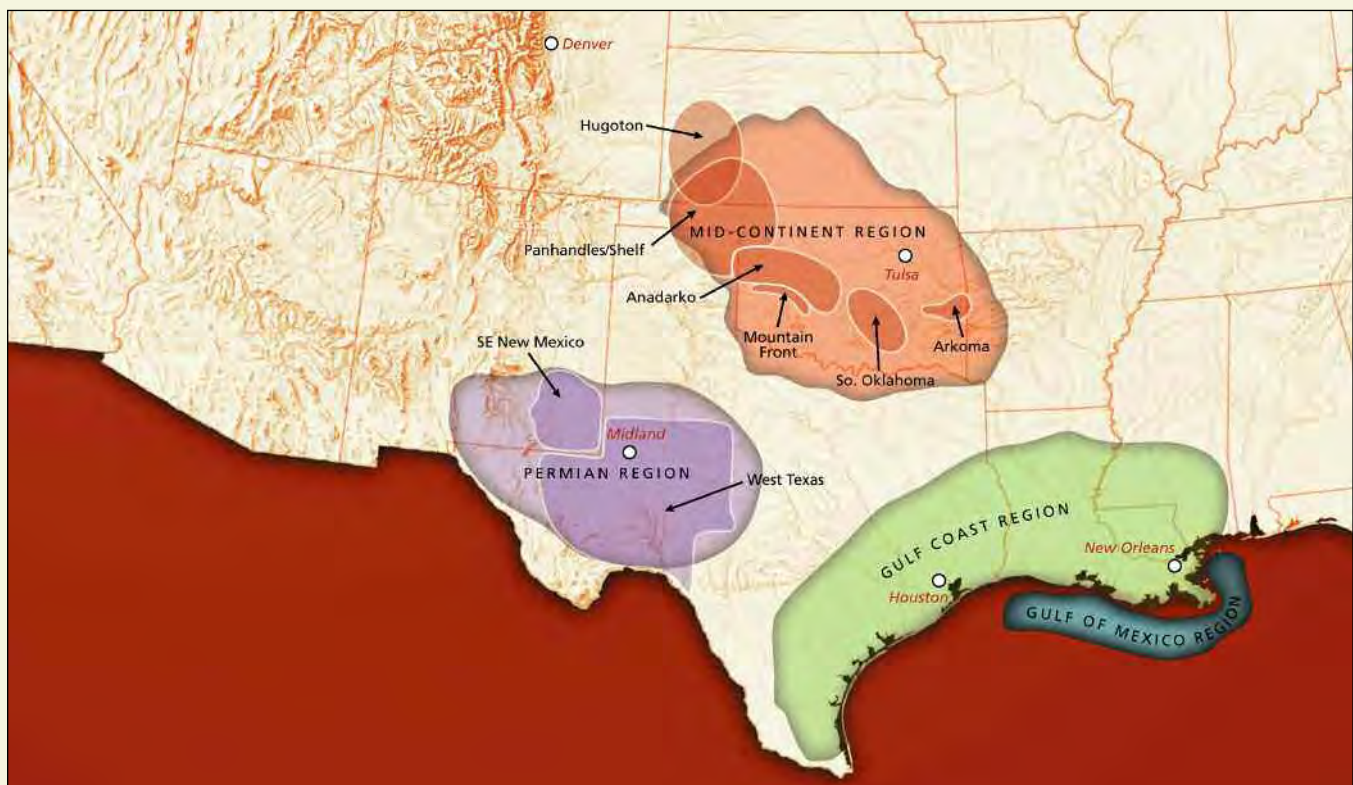 Denver
Hugoton
MID-CONTINENT REGION
Panhandles/Shelf
Tulsa
Anadarko
Mountain
Front
Arkoma
So. Oklahoma
SE New Mexico
Midland
PERMIAN REGION
West Texas
GULF COAST REGION
New Orleans
Houston
GULF OF MEXICO REGION